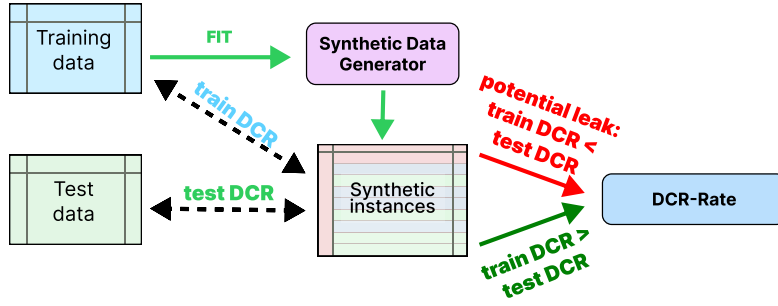 Training
data
FIT
Synthetic Data
Generator
train DCR
potential leak:
train DCR <
test DCR
Test
data
test DCR
Synthetic
instances
DCR-Rate
train DCR >
test DCR